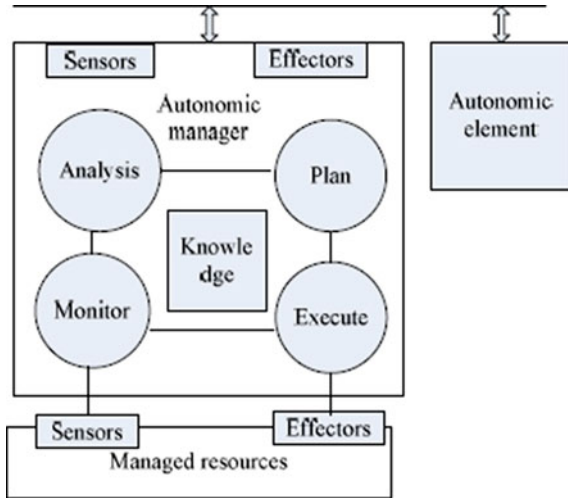 Sensors
Effectors
Autonomic
manager
Autonomic
element
Analysis
Plan
Knowle
dge
Monitor
Execute
Sensors
Effectors
Managed resources